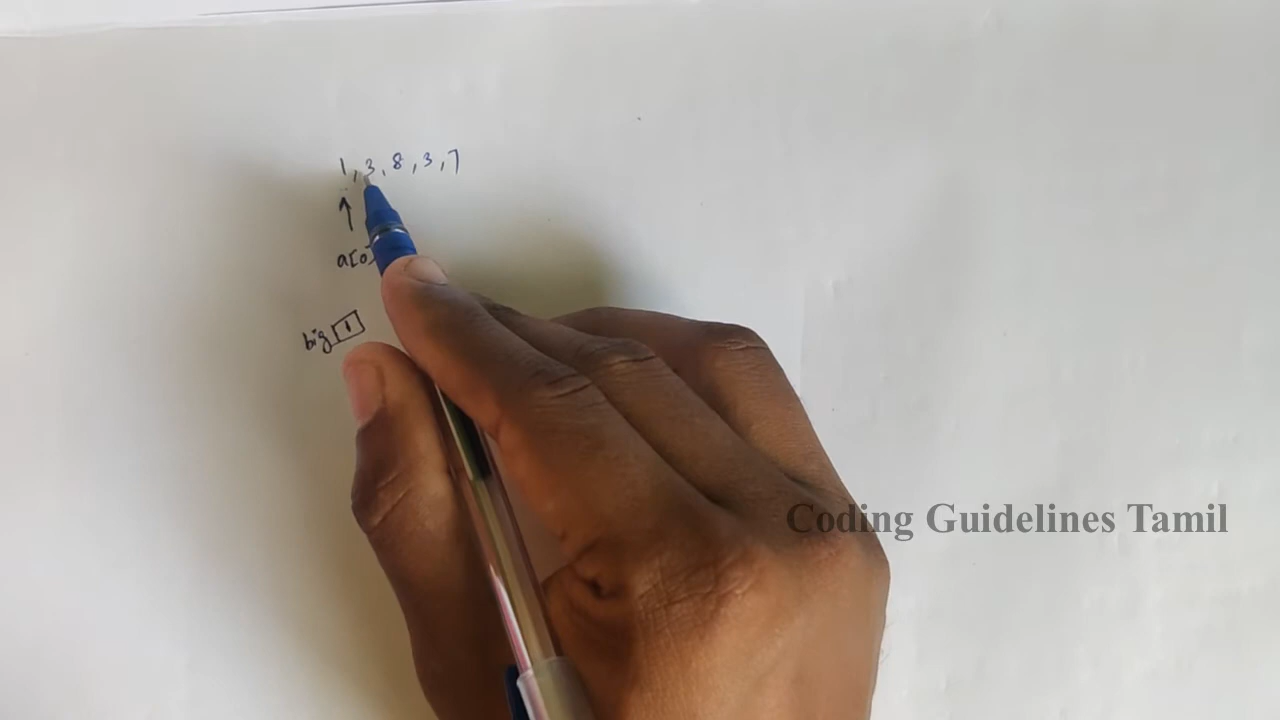 1, 3, 8, 3, 7
a[0]
big 1
Coding Guidelines Tamil